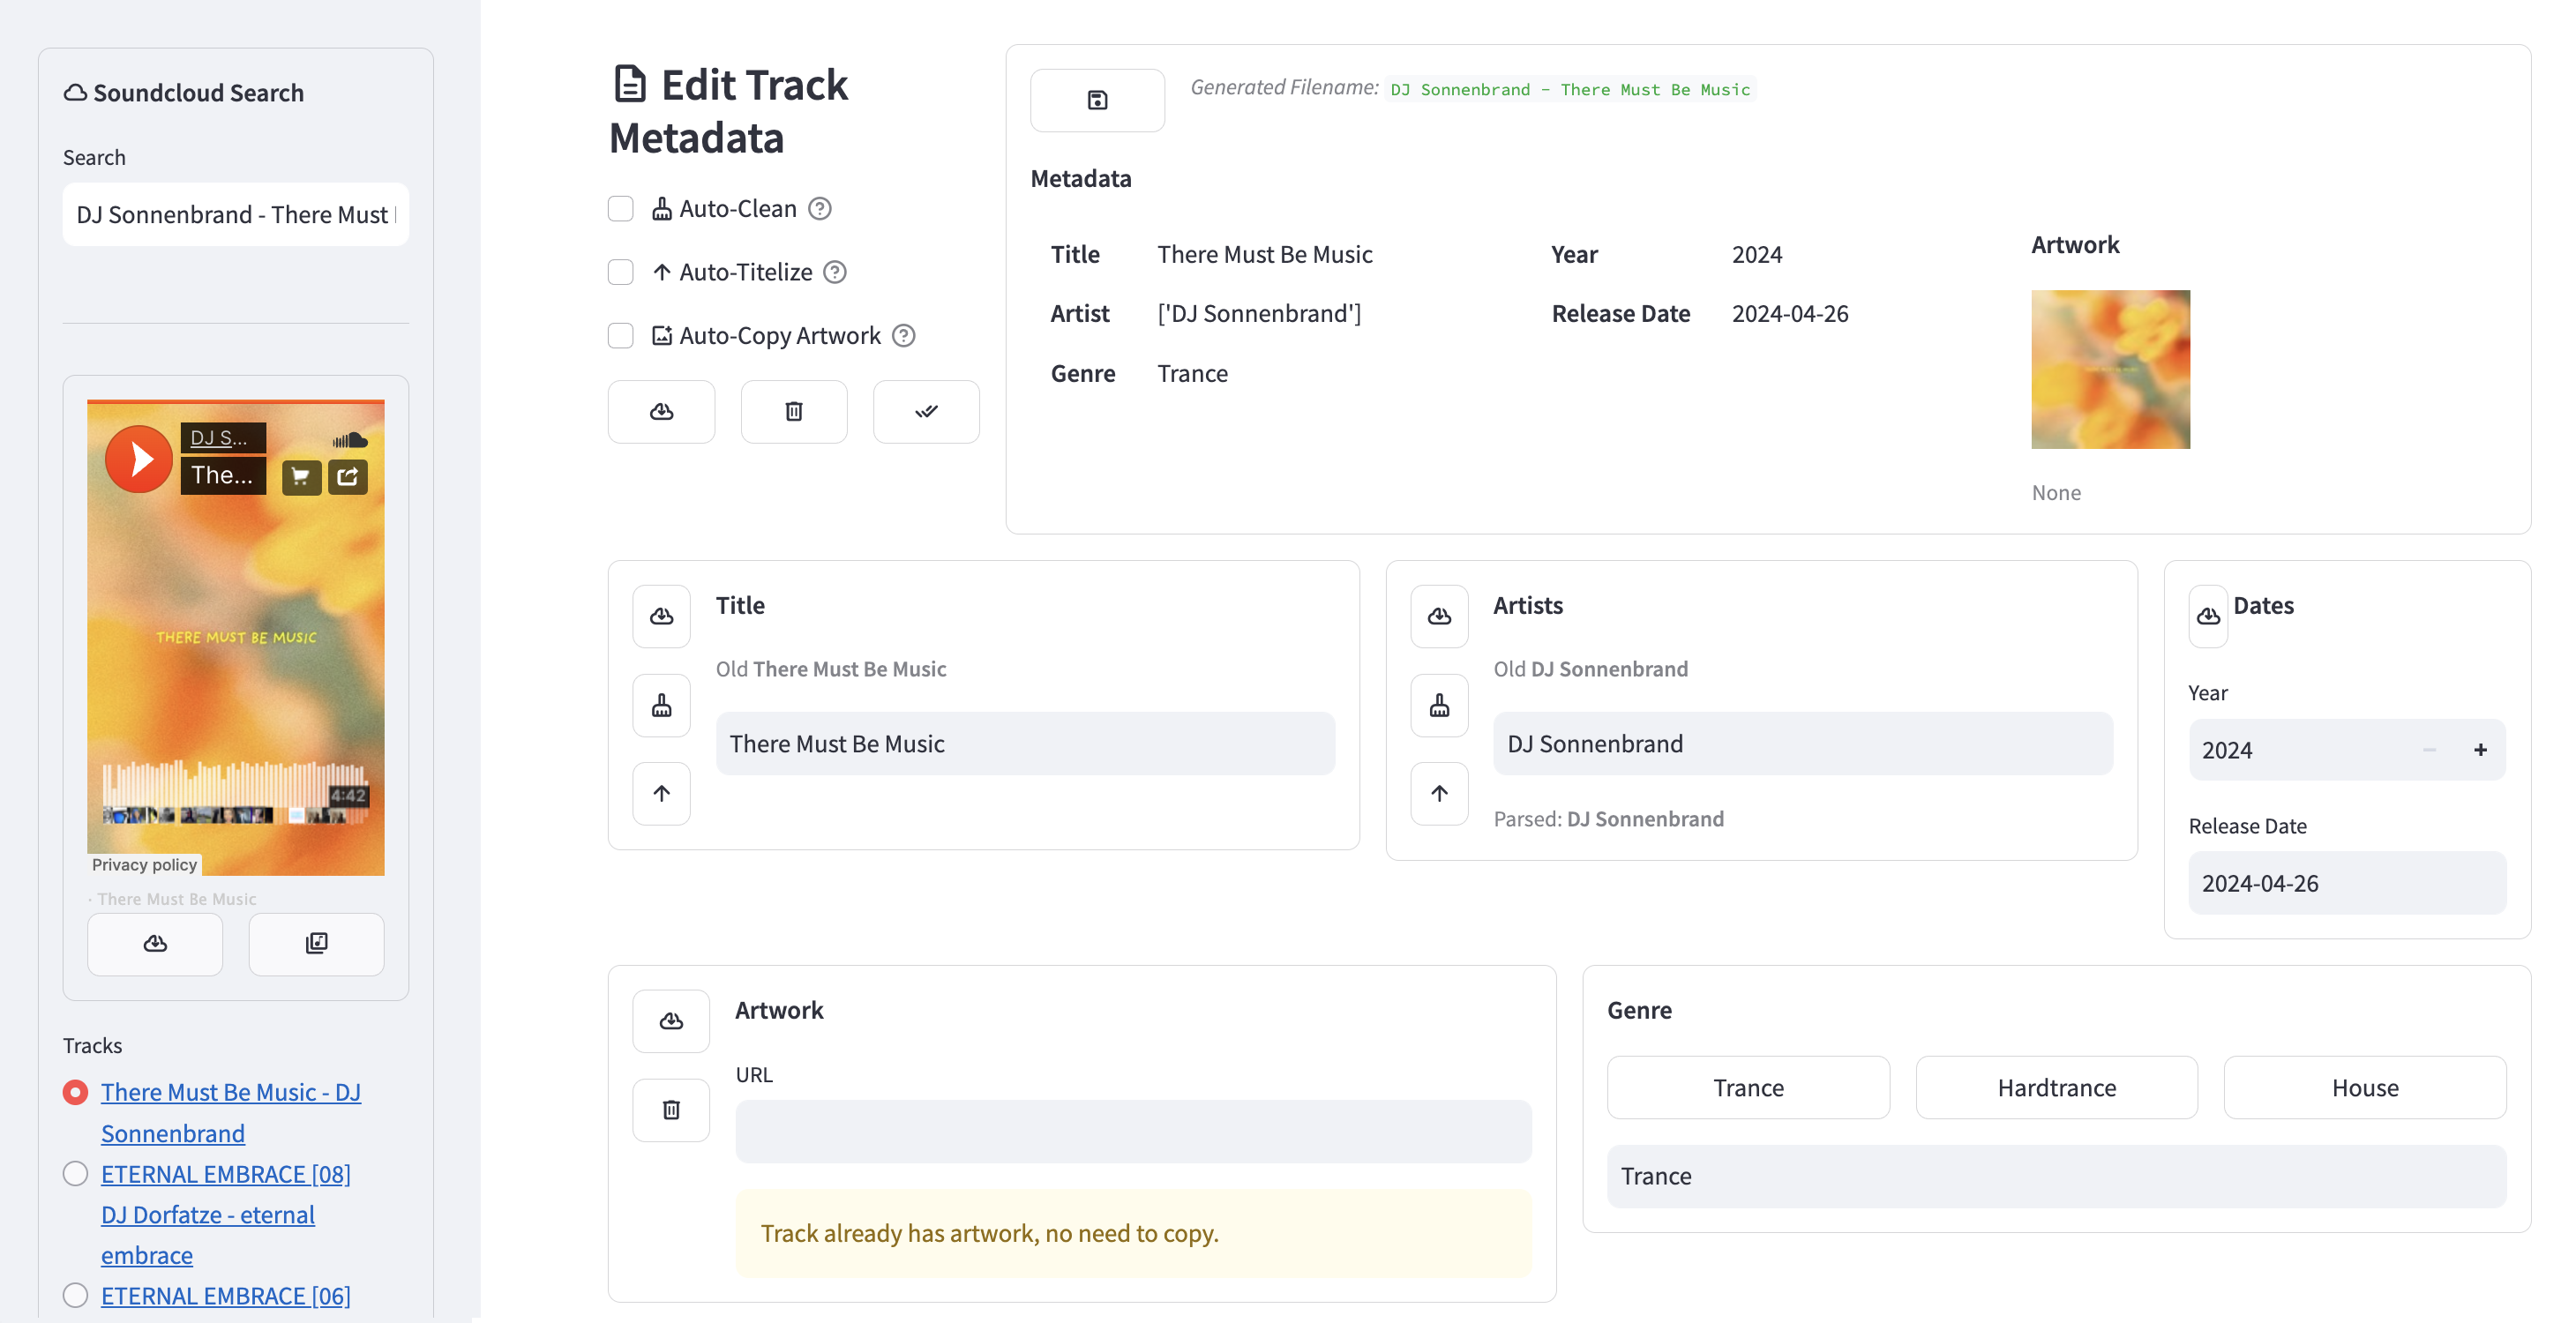 Soundcloud Search
Search
DJ Sonnenbrand - There Must
DJ S...
The...
THERE MUST BE MUSIC
4:42
Privacy policy
· There Must Be Music
Tracks
There Must Be Music - DJ
Sonnenbrand
ETERNAL EMBRACE [08]
DJ Dorfatze - eternal
embrace
ETERNAL EMBRACE [06]
Edit Track
Metadata
Auto-Clean
Auto-Titelize
Auto-Copy Artwork
Generated Filename: DJ Sonnenbrand - There Must Be Music
Metadata
Title There Must Be Music
Artist ['DJ Sonnenbrand']
Genre Trance
Year 2024
Release Date 2024-04-26
Artwork
THERE MUST BE MUSIC
None
Title
Old There Must Be Music
There Must Be Music
Artists
Old DJ Sonnenbrand
DJ Sonnenbrand
Parsed: DJ Sonnenbrand
Dates
Year
2024
Release Date
2024-04-26
Artwork
URL
Track already has artwork, no need to copy.
Genre
Trance Hardtrance House
Trance